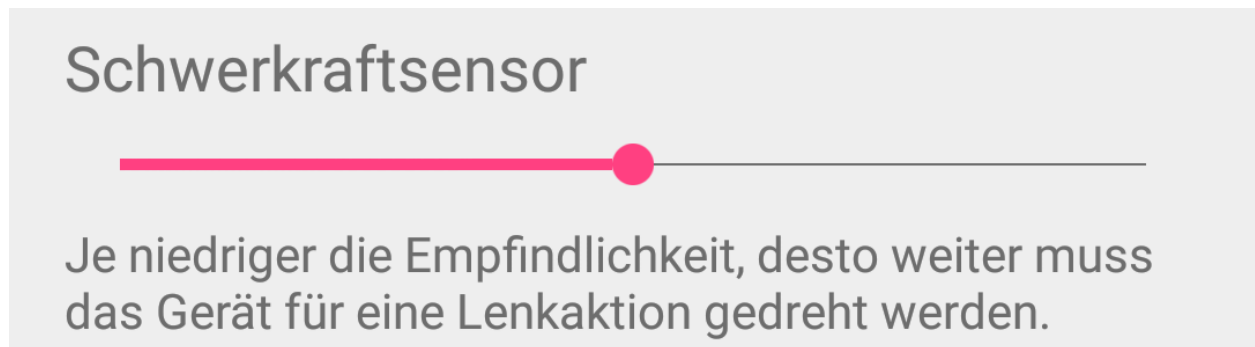 Schwerkraftsensor
Je niedriger die Empfindlichkeit, desto weiter muss
das Gerät für eine Lenkaktion gedreht werden.